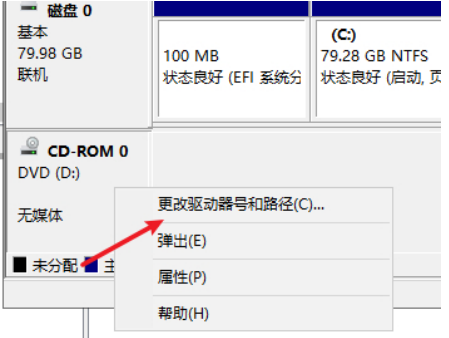 磁盘 0
基本
79.98 GB
联机
100 MB
状态良好 (EFI 系统分
(C:)
79.28 GB NTFS
状态良好 (启动, 页
CD-ROM 0
DVD (D:)
无媒体
更改驱动器号和路径(C)...
弹出(E)
属性(P)
帮助(H)
未分配 主